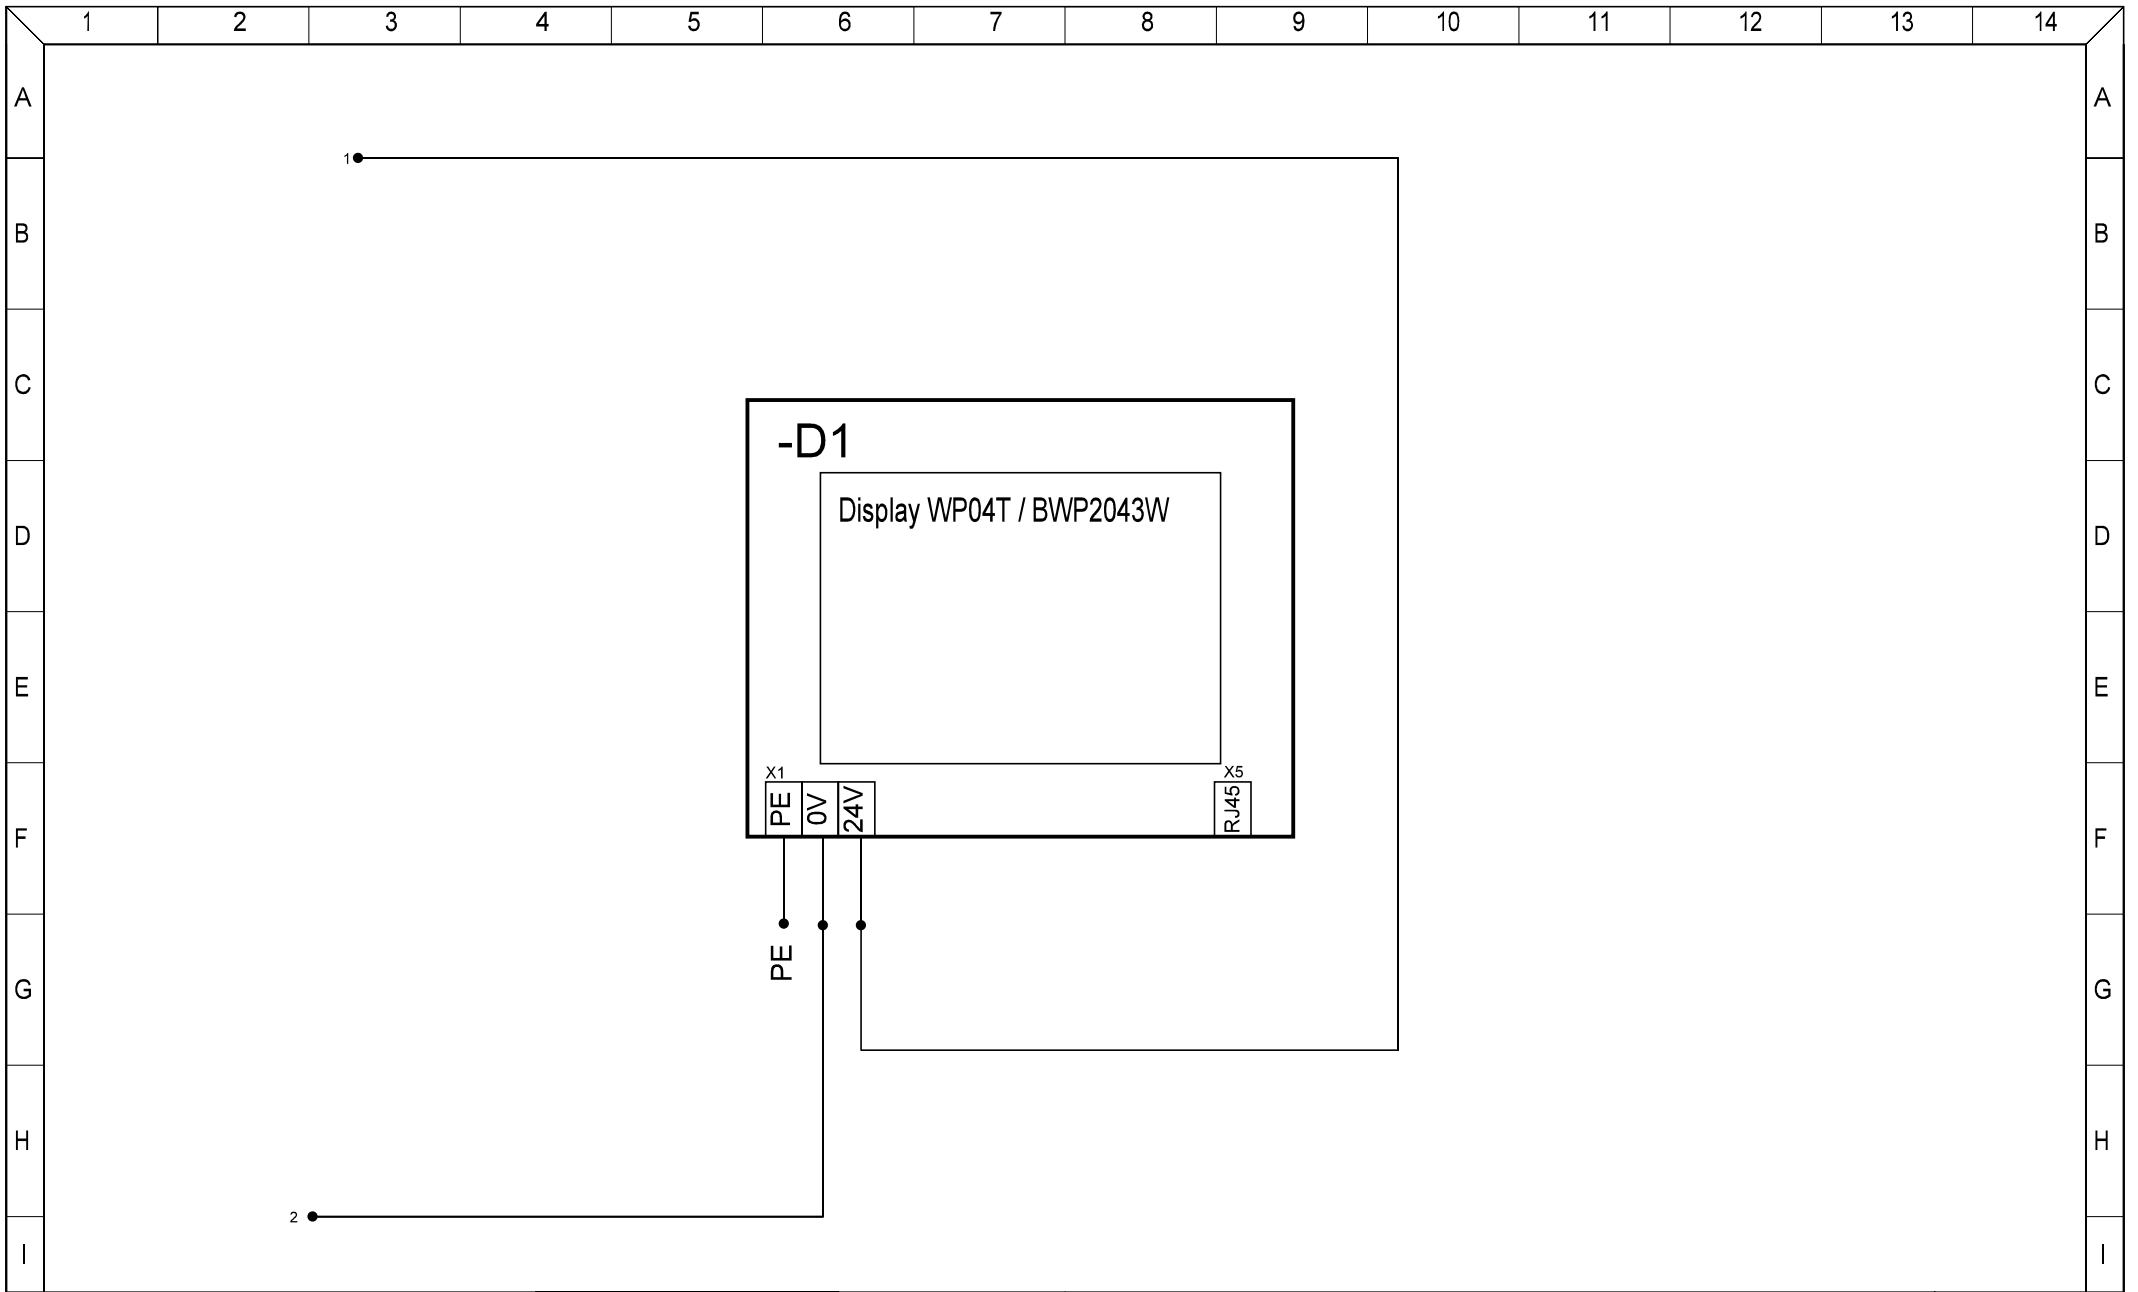 1 2 3 4 5 6 7 8 9 10 11 12 13 14
A A
1
B B
C C
-D1
Display WP04T / BWP2043W
D D
E E
X1 X5
PE 0V 24V RJ45
F F
PE
G G
H H
2
I I